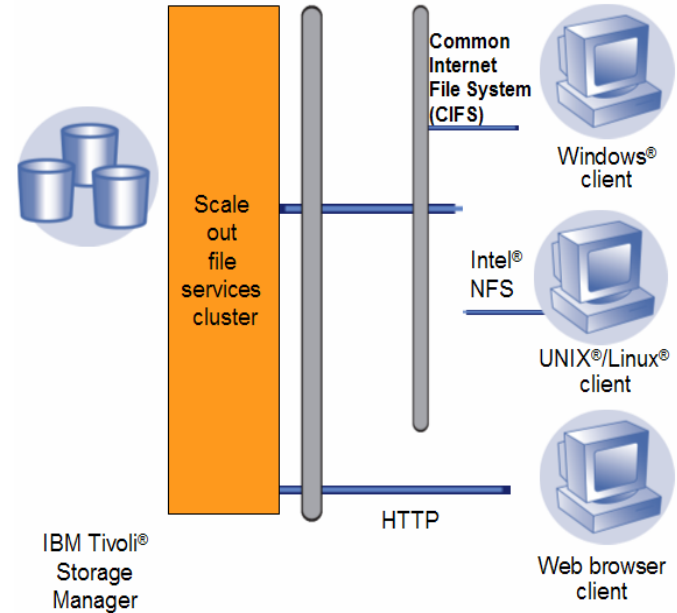 Common
Internet
File System
(CIFS)
Windows®
client
Scale
out
file
services
cluster
Intel®
NFS
UNIX®/Linux®
client
HTTP
IBM Tivoli®
Storage
Manager
Web browser
client